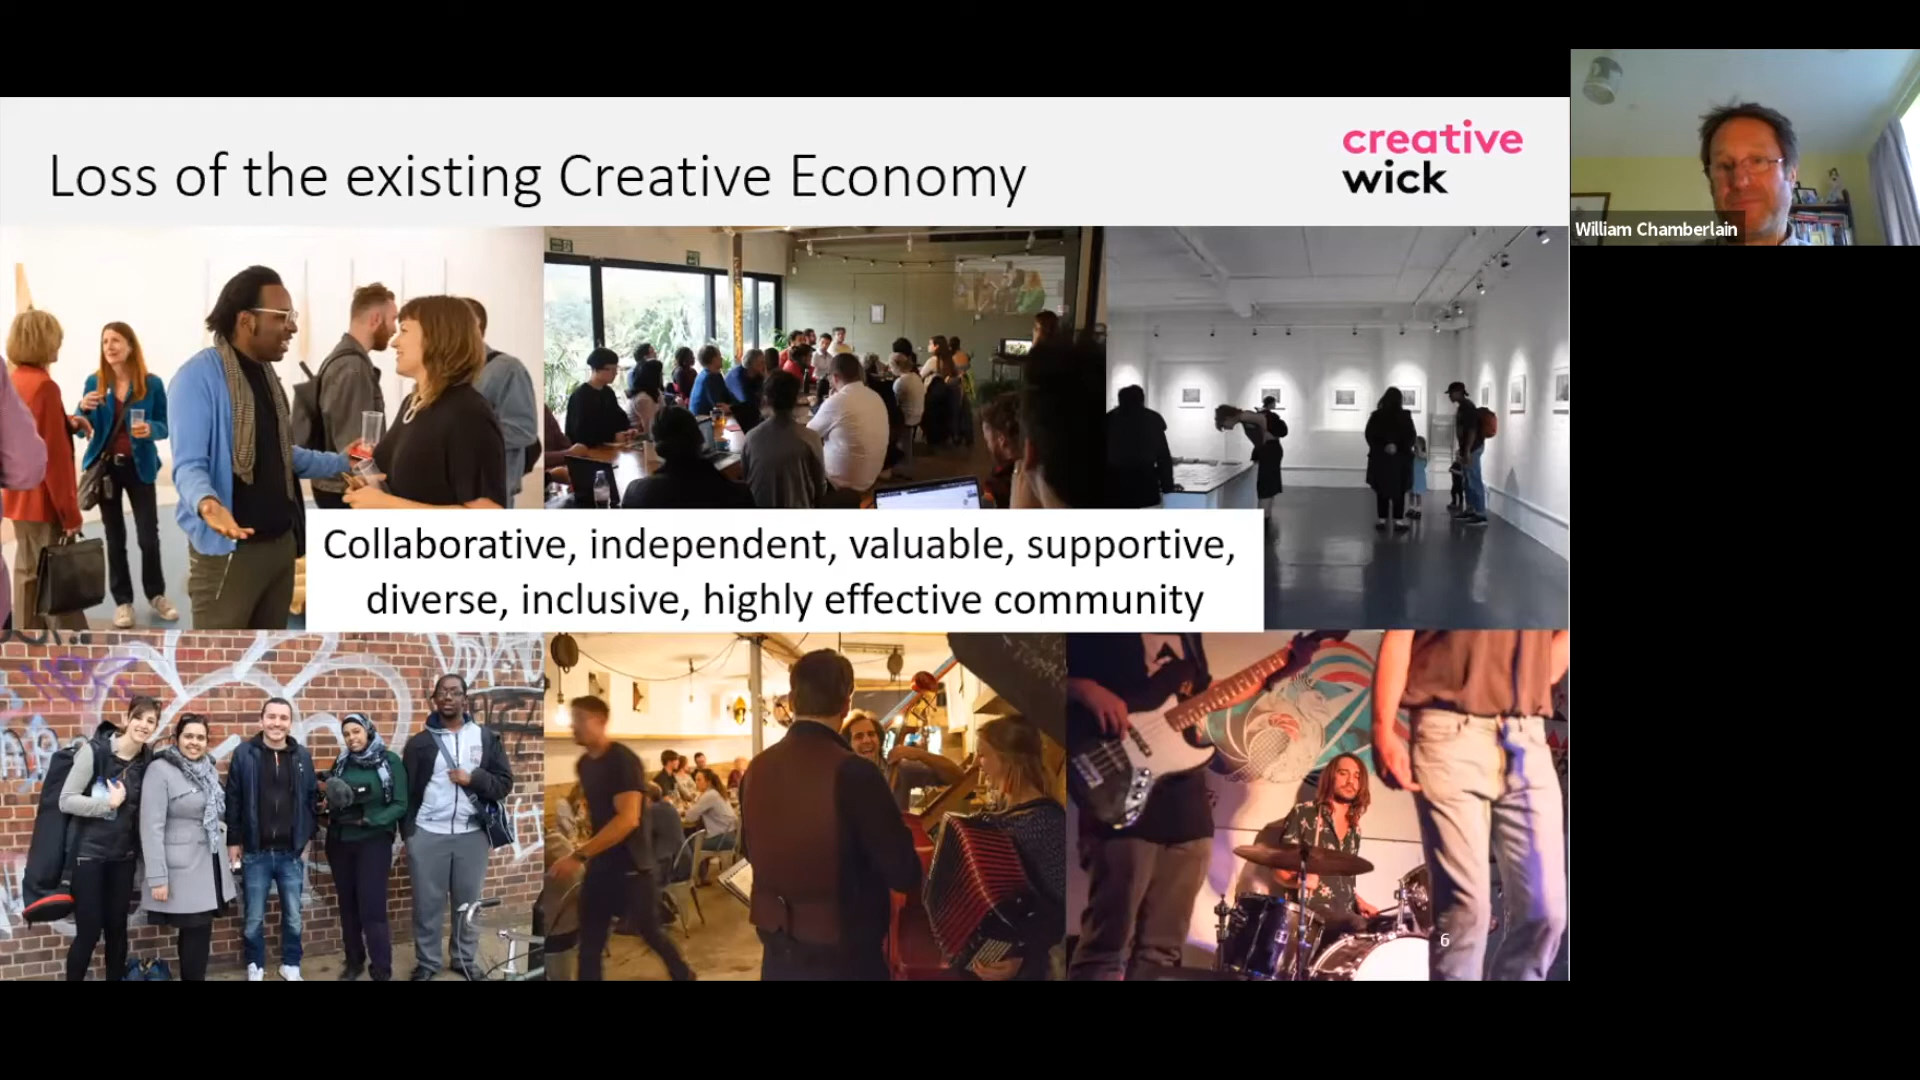 Loss of the existing Creative Economy
creative
wick
William Chamberlain
Collaborative, independent, valuable, supportive,
diverse, inclusive, highly effective community
6